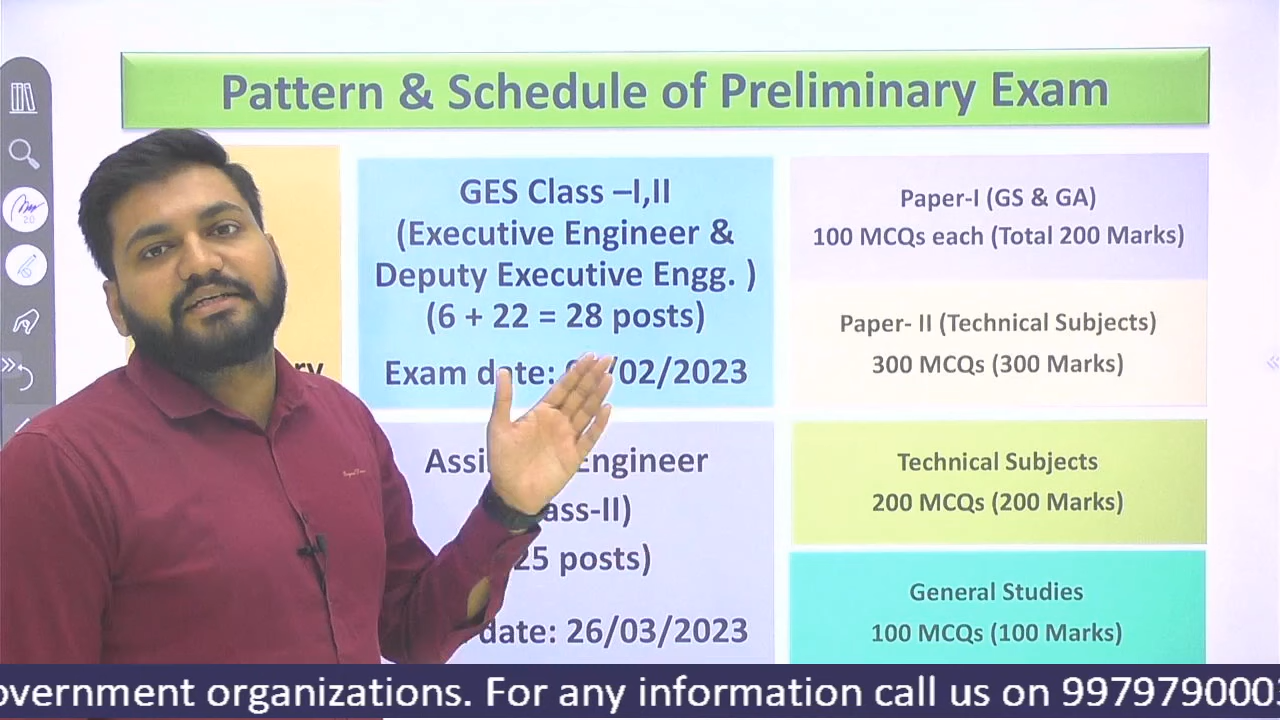 Pattern & Schedule of Preliminary Exam
GES Class –I,II
(Executive Engineer &
Deputy Executive Engg. )
(6 + 22 = 28 posts)
Exam date: /02/2023
Engineer
posts)
date: 26/03/2023
Paper-I (GS & GA)
100 MCQs each (Total 200 Marks)
Paper- II (Technical Subjects)
300 MCQs (300 Marks)
Technical Subjects
200 MCQs (200 Marks)
General Studies
100 MCQs (100 Marks)
2.0
organizations. For any information call us on 997979000